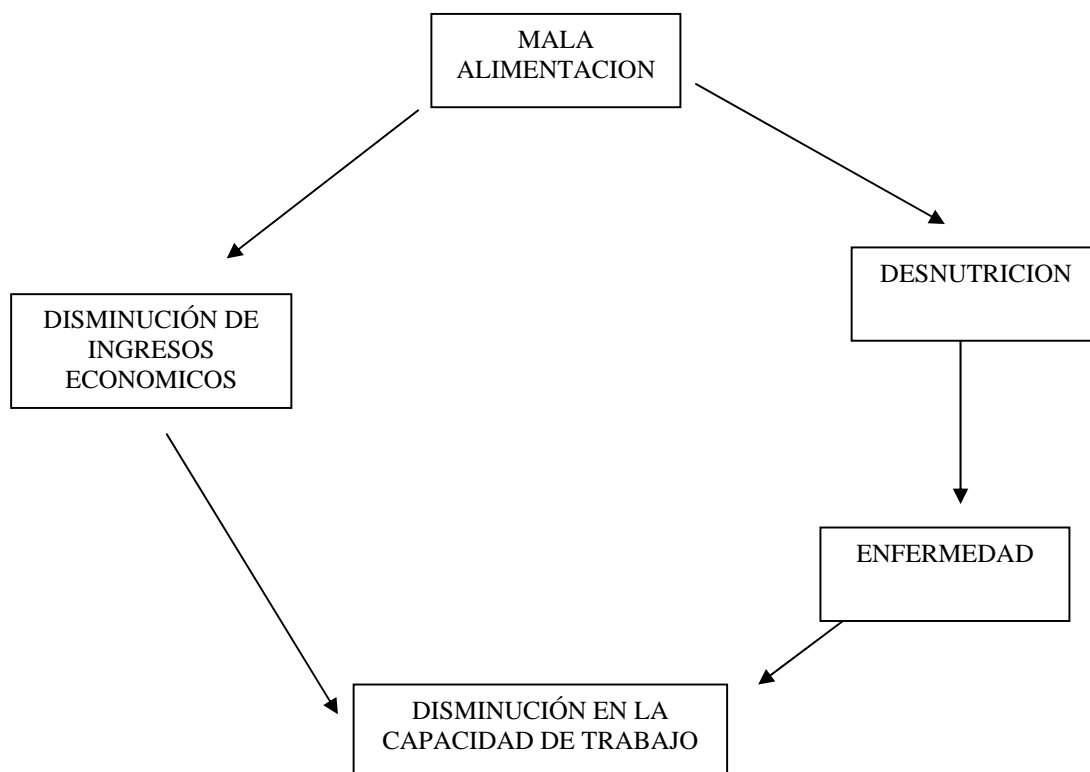 MALA
ALIMENTACION
DESNUTRICION
DISMINUCIÓN DE
INGRESOS
ECONOMICOS
ENFERMEDAD
DISMINUCIÓN EN LA
CAPACIDAD DE TRABAJO